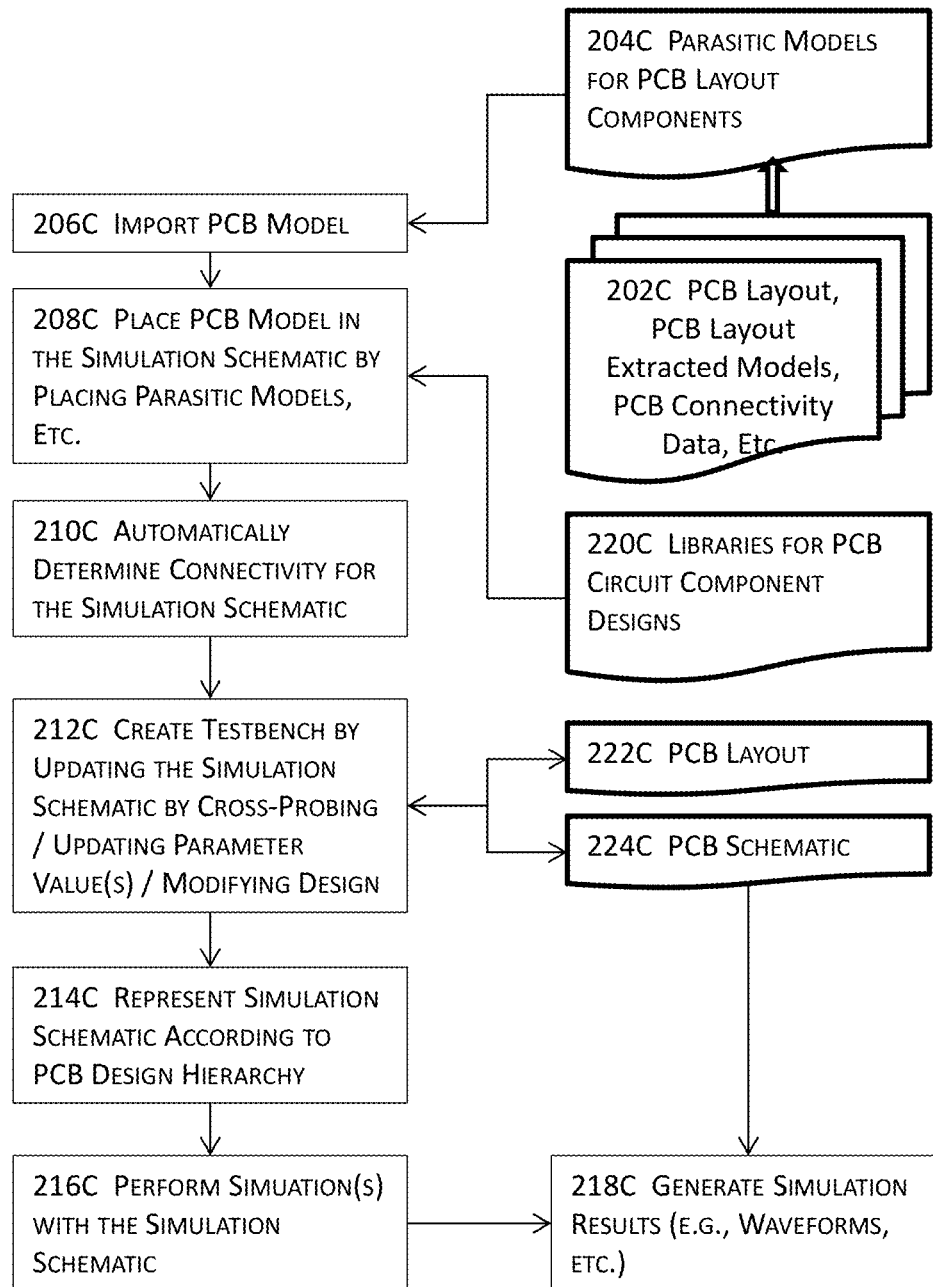 204C PARASITIC MODELS
FOR PCB LAYOUT
COMPONENTS
206C IMPORT PCB MODEL
202C PCB Layout,
PCB Layout
Extracted Models,
PCB Connectivity
Data, Etc.
208C PLACE PCB MODEL IN
THE SIMULATION SCHEMATIC BY
PLACING PARASITIC MODELS,
ETC.
210C AUTOMATICALLY
DETERMINE CONNECTIVITY FOR
THE SIMULATION SCHEMATIC
220C LIBRARIES FOR PCB
CIRCUIT COMPONENT
DESIGNS
212C CREATE TESTBENCH BY
UPDATING THE SIMULATION
SCHEMATIC BY CROSS-PROBING
/ UPDATING PARAMETER
VALUE(S) / MODIFYING DESIGN
222C PCB LAYOUT
224C PCB SCHEMATIC
214C REPRESENT SIMULATION
SCHEMATIC ACCORDING TO
PCB DESIGN HIERARCHY
216C PERFORM SIMUATION(S)
WITH THE SIMULATION
SCHEMATIC
218C GENERATE SIMULATION
RESULTS (E.G., WAVEFORMS,
ETC.)